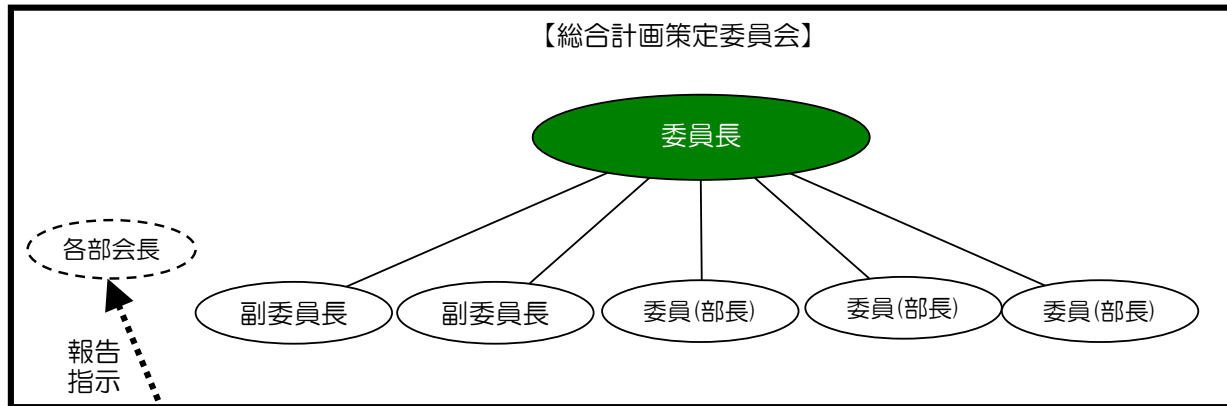 【総合計画策定委員会】
委員長
各部会長
副委員長
副委員長
委員(部長)
委員(部長)
委員(部長)
報告
指示